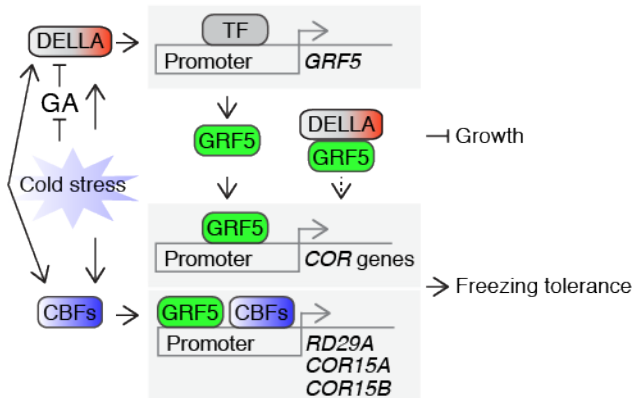 DELLA
TF
Promoter
GRF5
GA
GRF5
DELLA
GRF5
Growth
Cold stress
GRF5
Promoter
COR genes
Freezing tolerance
CBFs
GRF5
CBFs
Promoter
RD29A
COR15A
COR15B